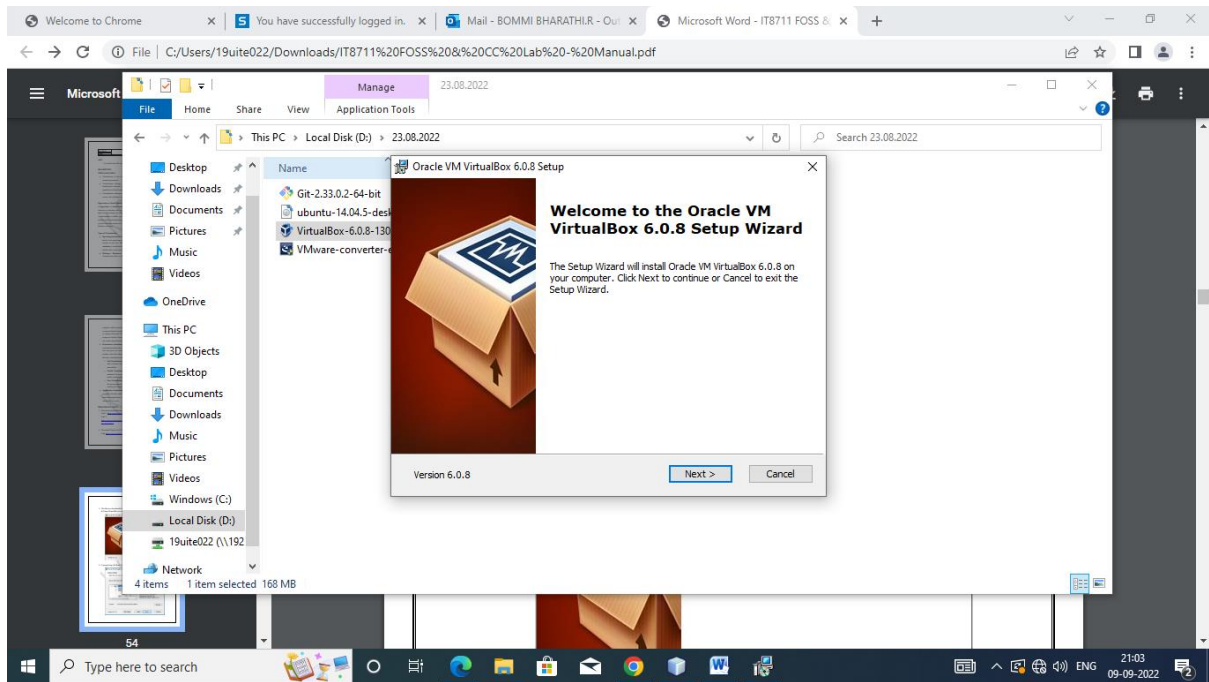 Welcome to Chrome
You have successfully logged in.
Mail - BOMMI BHARATHI.R - Out
Microsoft Word - IT8711 FOSS &
File | C:/Users/19uite022/Downloads/IT8711%20FOSS%20&%20CC%20Lab%20-%20Manual.pdf
Microsoft
Manage
23.08.2022
File Home Share View Application Tools
This PC > Local Disk (D:) > 23.08.2022
Search 23.08.2022
Desktop
Downloads
Documents
Pictures
Music
Videos
OneDrive
This PC
3D Objects
Desktop
Documents
Downloads
Music
Pictures
Videos
Windows (C:)
Local Disk (D:)
19uite022 (\\192
Network
Name
Git-2.33.0.2-64-bit
ubuntu-14.04.5-desk
VirtualBox-6.0.8-130
VMware-converter-e
4 items 1 item selected 168 MB
Oracle VM VirtualBox 6.0.8 Setup
Welcome to the Oracle VM
VirtualBox 6.0.8 Setup Wizard
The Setup Wizard will install Oracle VM VirtualBox 6.0.8 on
your computer. Click Next to continue or Cancel to exit the
Setup Wizard.
Version 6.0.8
Next > Cancel
54
Type here to search
ENG
21:03
09-09-2022
2